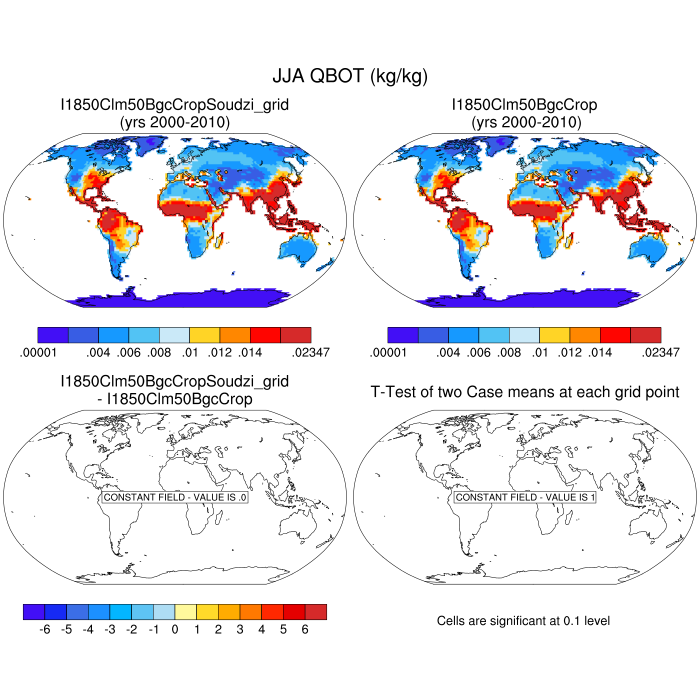 JJA QBOT (kg/kg)
I1850Clm50BgcCropSoudzi_grid
(yrs 2000-2010)
I1850Clm50BgcCrop
(yrs 2000-2010)
.00001 .004 .006 .008 .01 .012 .014 .02347
.00001 .004 .006 .008 .01 .012 .014 .02347
I1850Clm50BgcCropSoudzi_grid
- I1850Clm50BgcCrop
CONSTANT FIELD - VALUE IS .0
-6 -5 -4 -3 -2 -1 0 1 2 3 4 5 6
T-Test of two Case means at each grid point
CONSTANT FIELD - VALUE IS 1
Cells are significant at 0.1 level